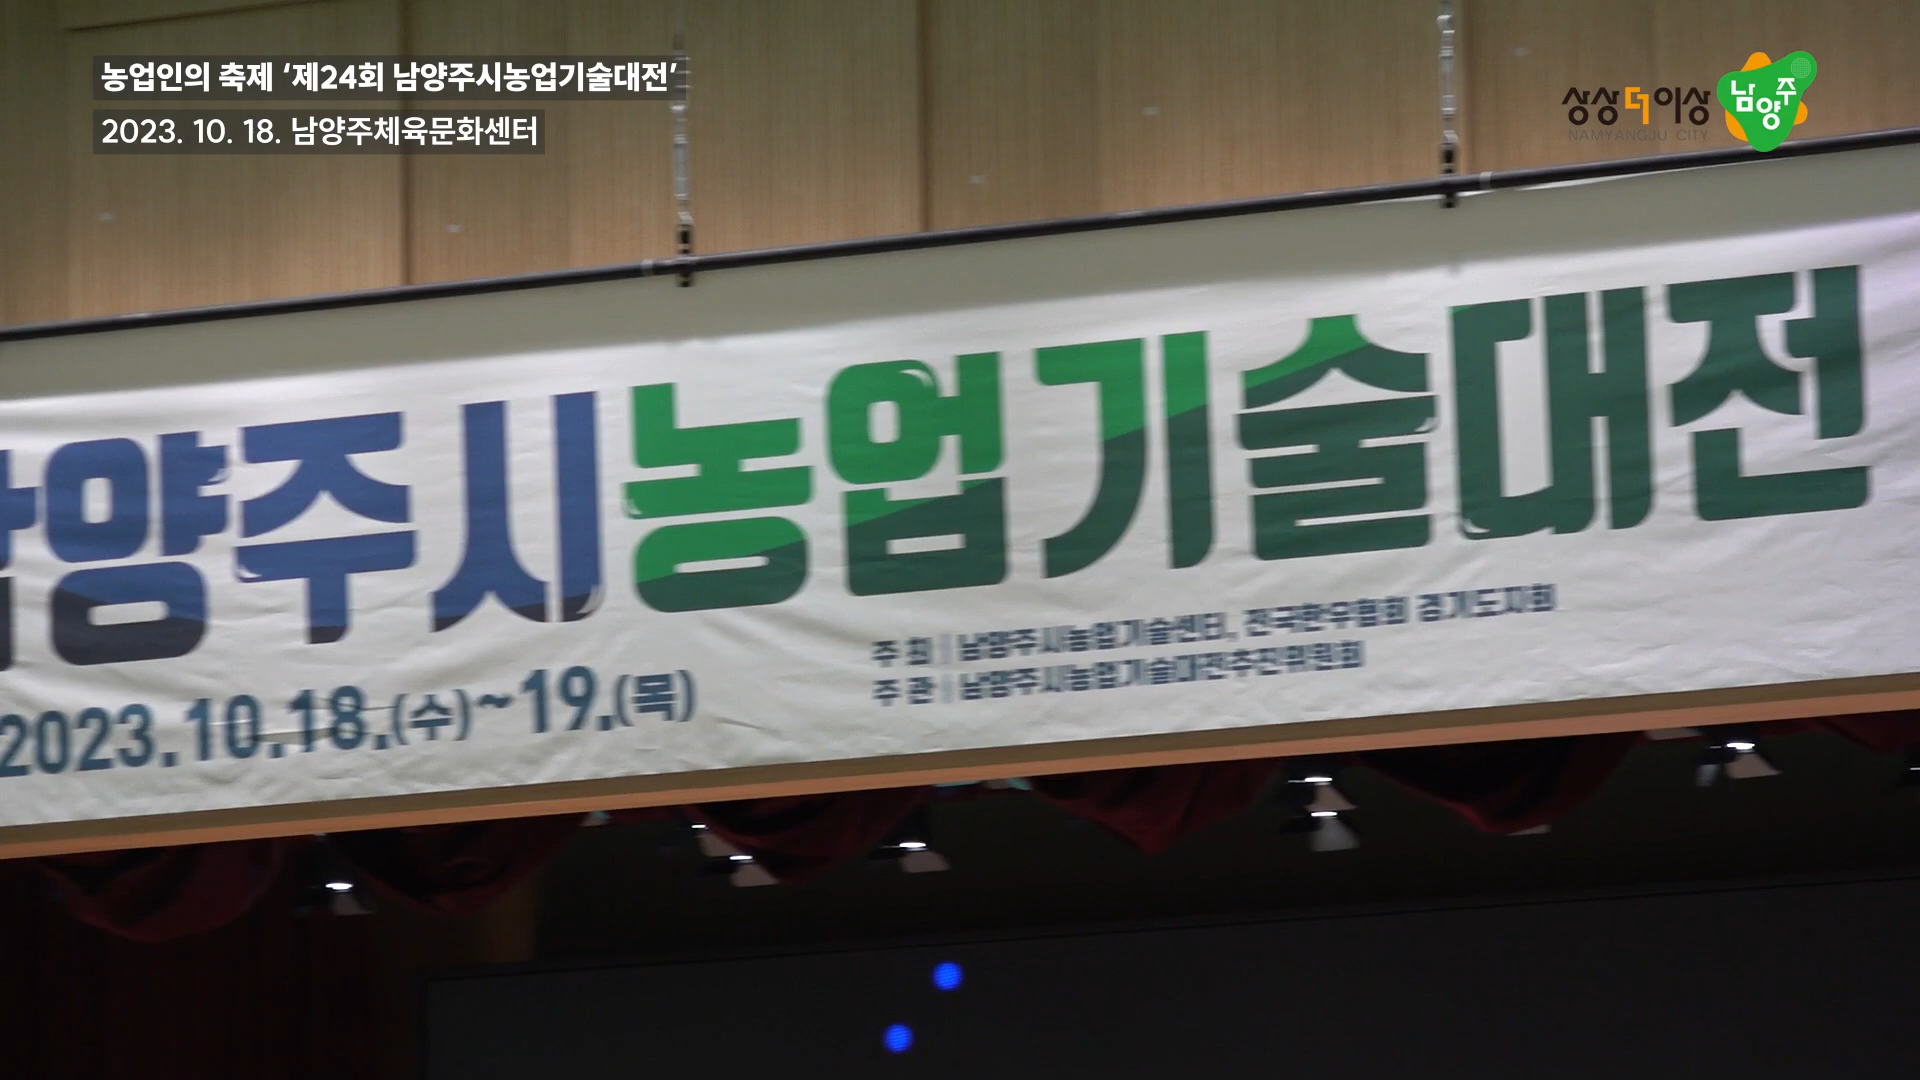 농업인의 축제 ‘제24회 남양주시농업기술대전’
2023. 10. 18. 남양주체육문화센터
상상더이상 남양주
NAMYANGJU CITY
남양주시농업기술대전
2023.10.18.(수)~19.(목)
주최 | 남양주시농업기술센터, 전국한우협회 경기도지회
주관 | 남양주시농업기술대전추진위원회